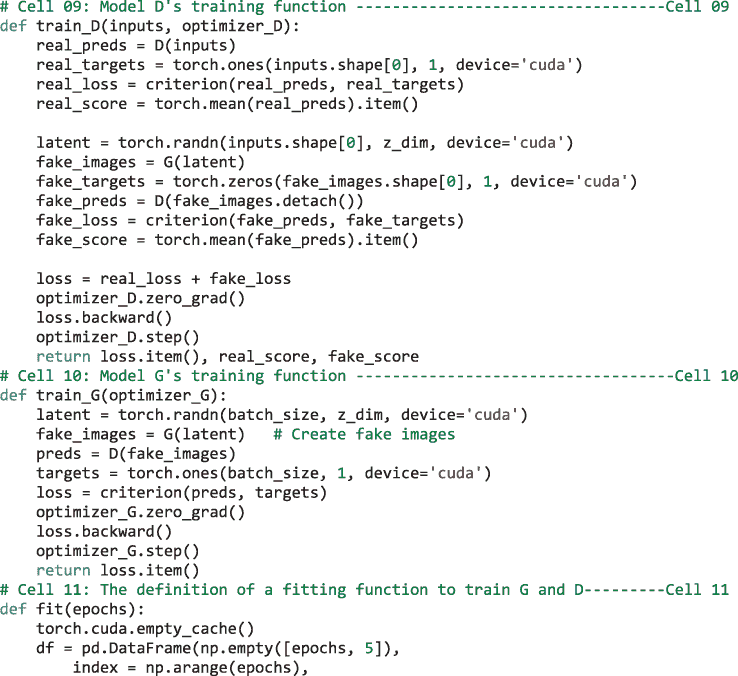 # Cell 09: Model D's training function --------------------------------Cell 09
def train_D(inputs, optimizer_D):
    real_preds = D(inputs)
    real_targets = torch.ones(inputs.shape[0], 1, device='cuda')
    real_loss = criterion(real_preds, real_targets)
    real_score = torch.mean(real_preds).item()

    latent = torch.randn(inputs.shape[0], z_dim, device='cuda')
    fake_images = G(latent)
    fake_targets = torch.zeros(fake_images.shape[0], 1, device='cuda')
    fake_preds = D(fake_images.detach())
    fake_loss = criterion(fake_preds, fake_targets)
    fake_score = torch.mean(fake_preds).item()

    loss = real_loss + fake_loss
    optimizer_D.zero_grad()
    loss.backward()
    optimizer_D.step()
    return loss.item(), real_score, fake_score
# Cell 10: Model G's training function ---------------------------------Cell 10
def train_G(optimizer_G):
    latent = torch.randn(batch_size, z_dim, device='cuda')
    fake_images = G(latent)   # Create fake images
    preds = D(fake_images)
    targets = torch.ones(batch_size, 1, device='cuda')
    loss = criterion(preds, targets)
    optimizer_G.zero_grad()
    loss.backward()
    optimizer_G.step()
    return loss.item()
# Cell 11: The definition of a fitting function to train G and D---------Cell 11
def fit(epochs):
    torch.cuda.empty_cache()
    df = pd.DataFrame(np.empty([epochs, 5]),
        index = np.arange(epochs),